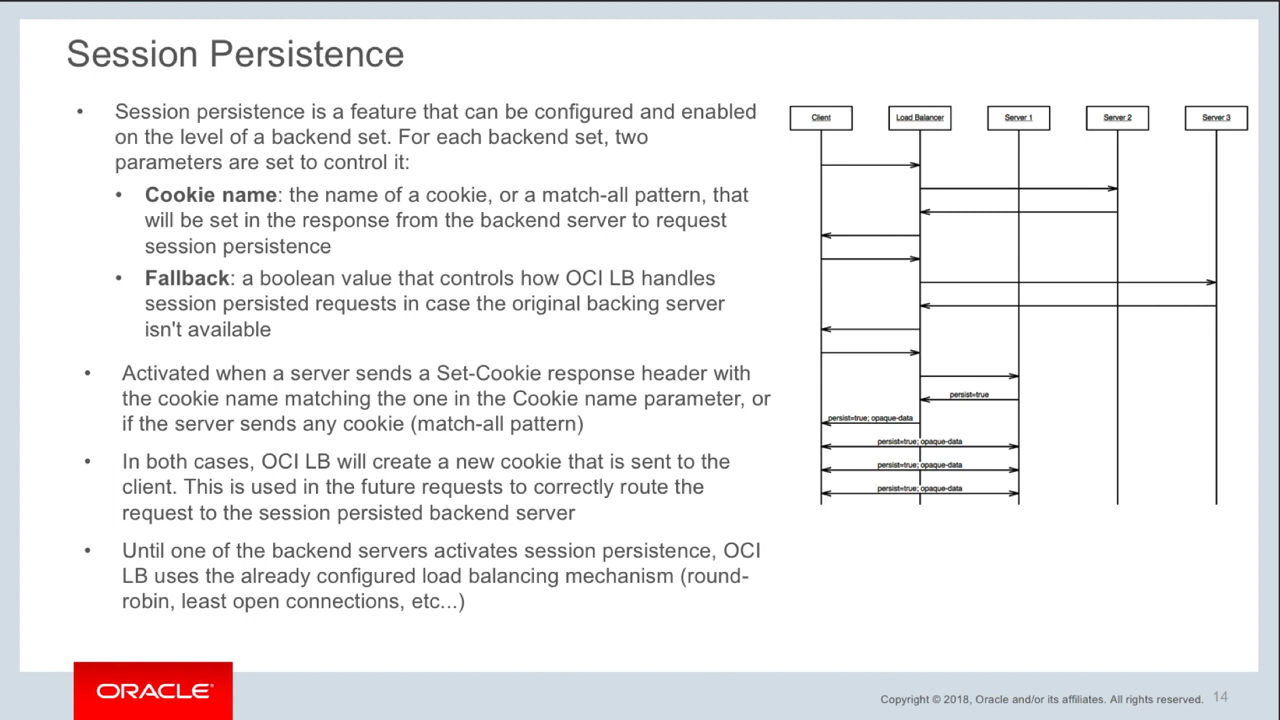 Session Persistence
• Session persistence is a feature that can be configured and enabled
on the level of a backend set. For each backend set, two
parameters are set to control it:
• Cookie name: the name of a cookie, or a match-all pattern, that
will be set in the response from the backend server to request
session persistence
• Fallback: a boolean value that controls how OCI LB handles
session persisted requests in case the original backing server
isn't available
• Activated when a server sends a Set-Cookie response header with
the cookie name matching the one in the Cookie name parameter, or
if the server sends any cookie (match-all pattern)
• In both cases, OCI LB will create a new cookie that is sent to the
client. This is used in the future requests to correctly route the
request to the session persisted backend server
• Until one of the backend servers activates session persistence, OCI
LB uses the already configured load balancing mechanism (round-
robin, least open connections, etc...)
Client Load Balancer Server 1 Server 2 Server 3
persist=true
persist=true; opaque-data
persist=true; opaque-data
persist=true; opaque-data
persist=true; opaque-data
ORACLE®
Copyright © 2018, Oracle and/or its affiliates. All rights reserved. 14